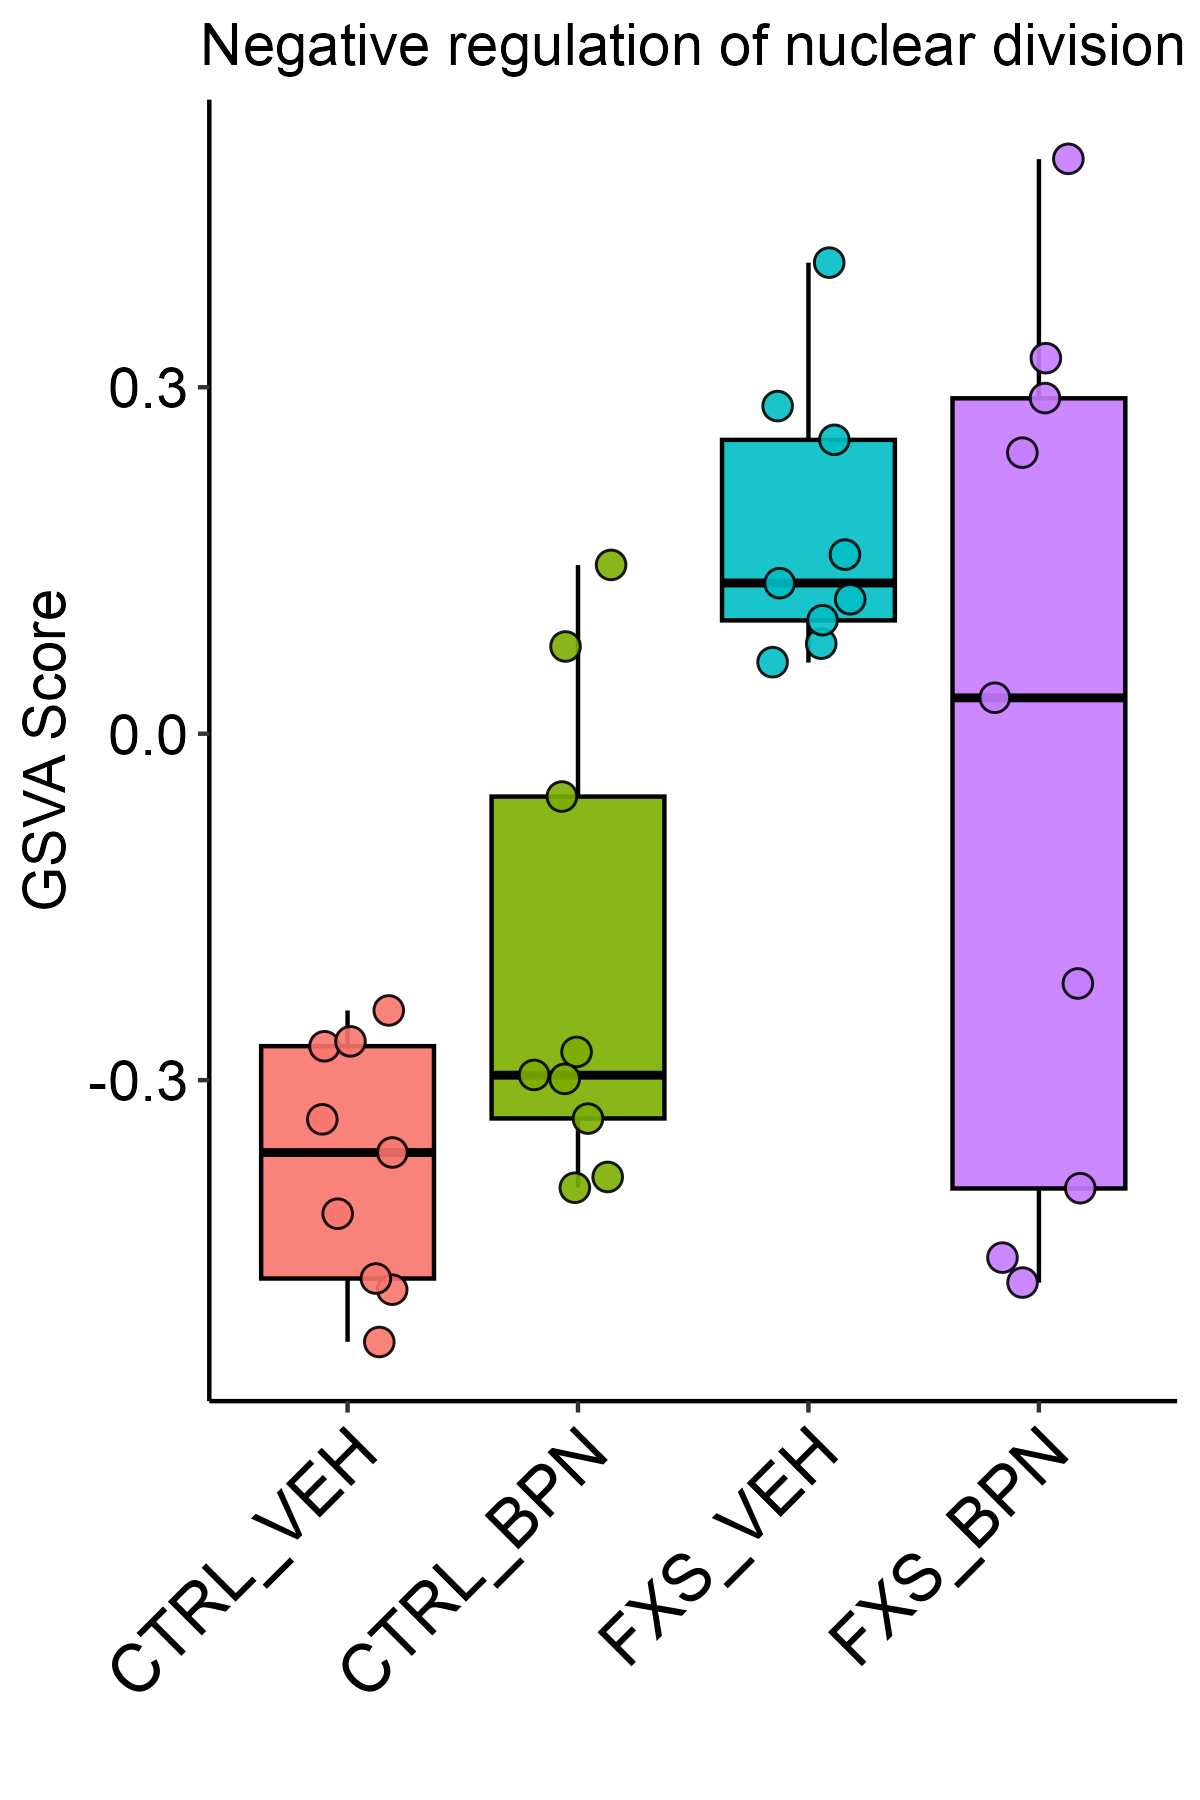 Negative regulation of nuclear division
GSVA Score
0.3
0.0
-0.3
CTRL_VEH
CTRL_BPN
FXS_VEH
FXS_BPN